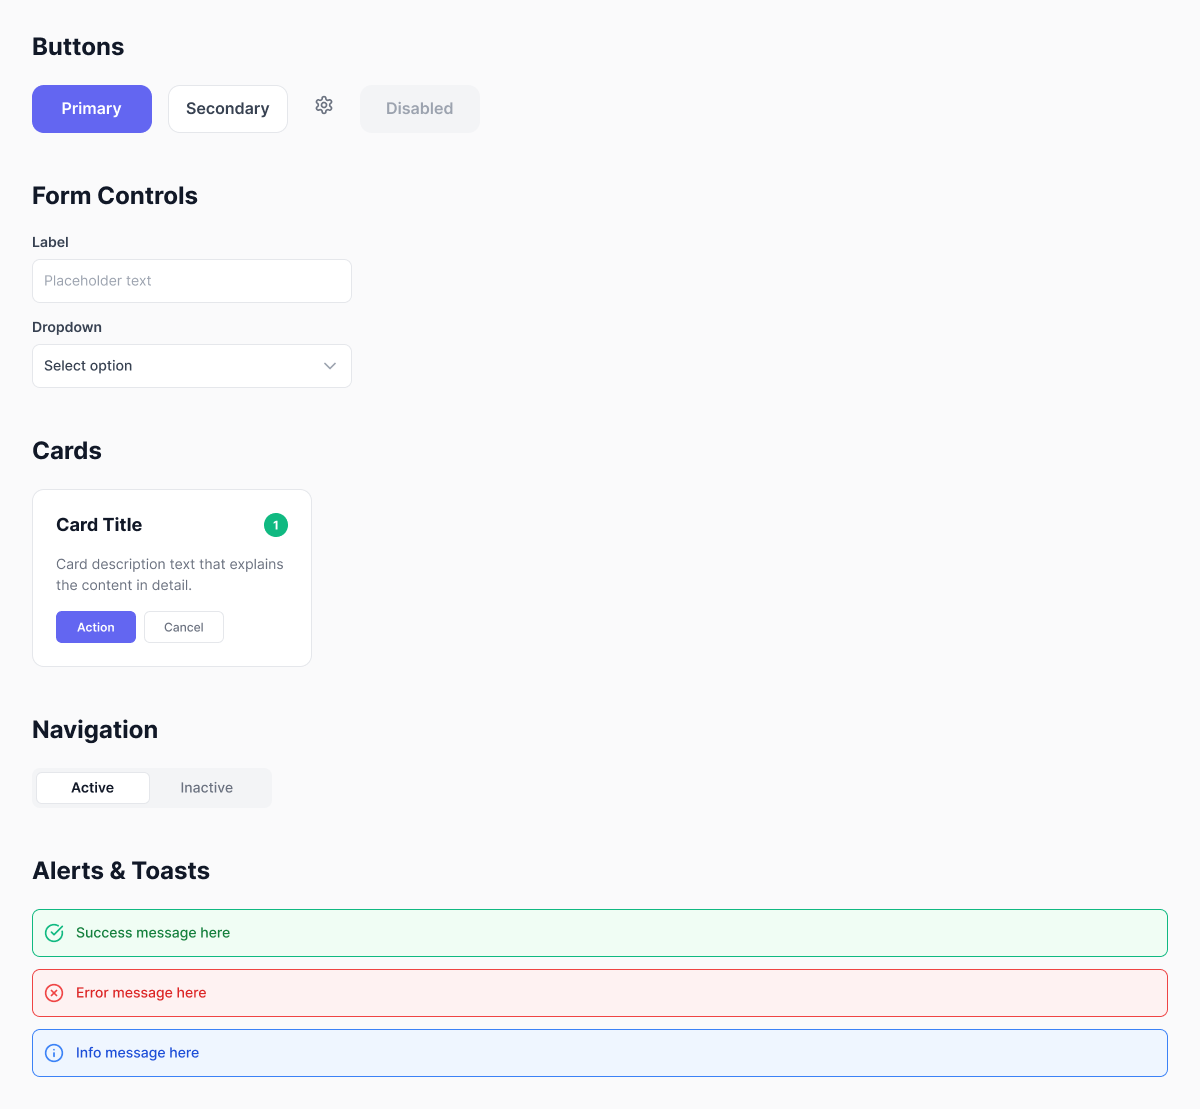 Buttons
Primary
Secondary
Disabled
Form Controls
Label
Placeholder text
Dropdown
Select option
Cards
Card Title
1
Card description text that explains
the content in detail.
Action
Cancel
Navigation
Active
Inactive
Alerts & Toasts
Success message here
Error message here
Info message here